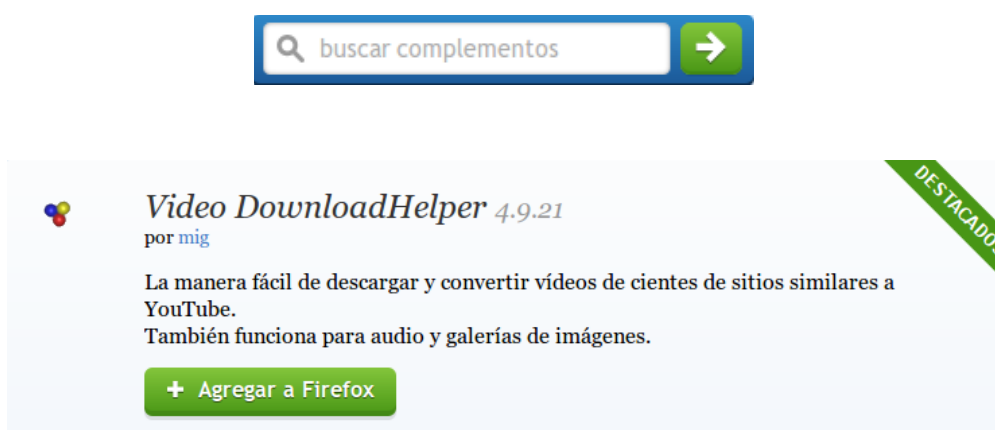 buscar complementos
Video DownloadHelper 4.9.21
DESTACADOS
por mig
La manera fácil de descargar y convertir vídeos de cientes de sitios similares a
YouTube.
También funciona para audio y galerías de imágenes.
+ Agregar a Firefox